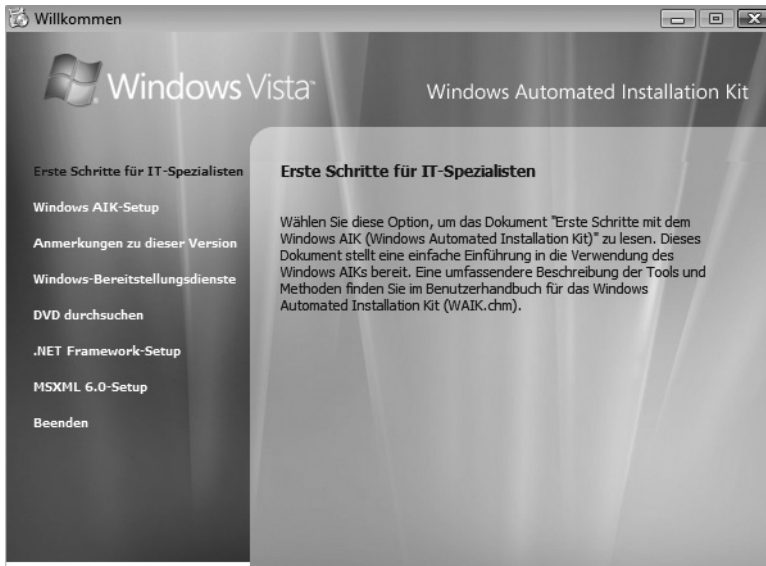 Willkommen
Windows Vista™
Windows Automated Installation Kit
Erste Schritte für IT-Spezialisten
Windows AIK-Setup
Anmerkungen zu dieser Version
Windows-Bereitstellungsdienste
DVD durchsuchen
.NET Framework-Setup
MSXML 6.0-Setup
Beenden
Erste Schritte für IT-Spezialisten
Wählen Sie diese Option, um das Dokument "Erste Schritte mit dem
Windows AIK (Windows Automated Installation Kit)" zu lesen. Dieses
Dokument stellt eine einfache Einführung in die Verwendung des
Windows AIKs bereit. Eine umfassendere Beschreibung der Tools und
Methoden finden Sie im Benutzerhandbuch für das Windows
Automated Installation Kit (WAIK.chm).